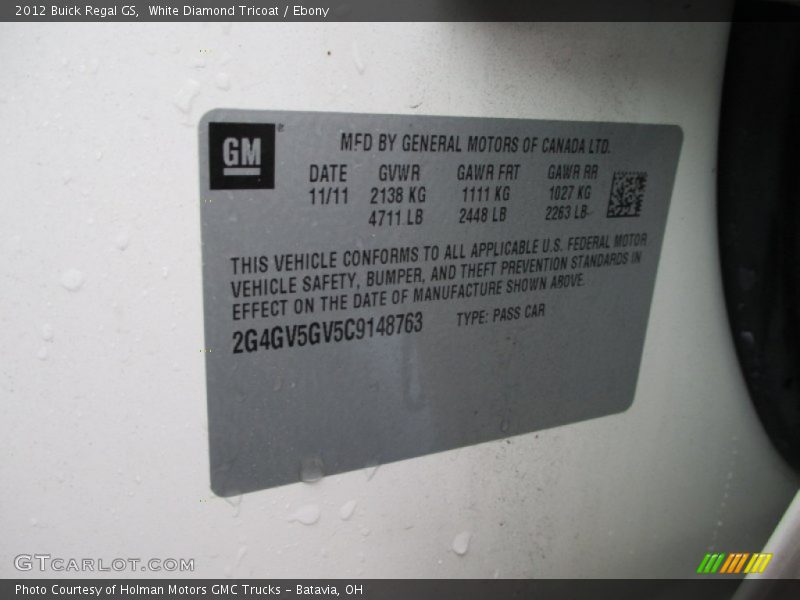 2012 Buick Regal GS,  White Diamond Tricoat / Ebony
GM®
MFD BY GENERAL MOTORS OF CANADA LTD.
DATE GVWR GAWR FRT GAWR RR
11/11 2138 KG 1111 KG 1027 KG
4711 LB 2448 LB 2263 LB
THIS VEHICLE CONFORMS TO ALL APPLICABLE U.S. FEDERAL MOTOR
VEHICLE SAFETY, BUMPER, AND THEFT PREVENTION STANDARDS IN
EFFECT ON THE DATE OF MANUFACTURE SHOWN ABOVE.
2G4GV5GV5C9148763 TYPE: PASS CAR
GTCARLOT.COM
Photo Courtesy of Holman Motors GMC Trucks - Batavia, OH